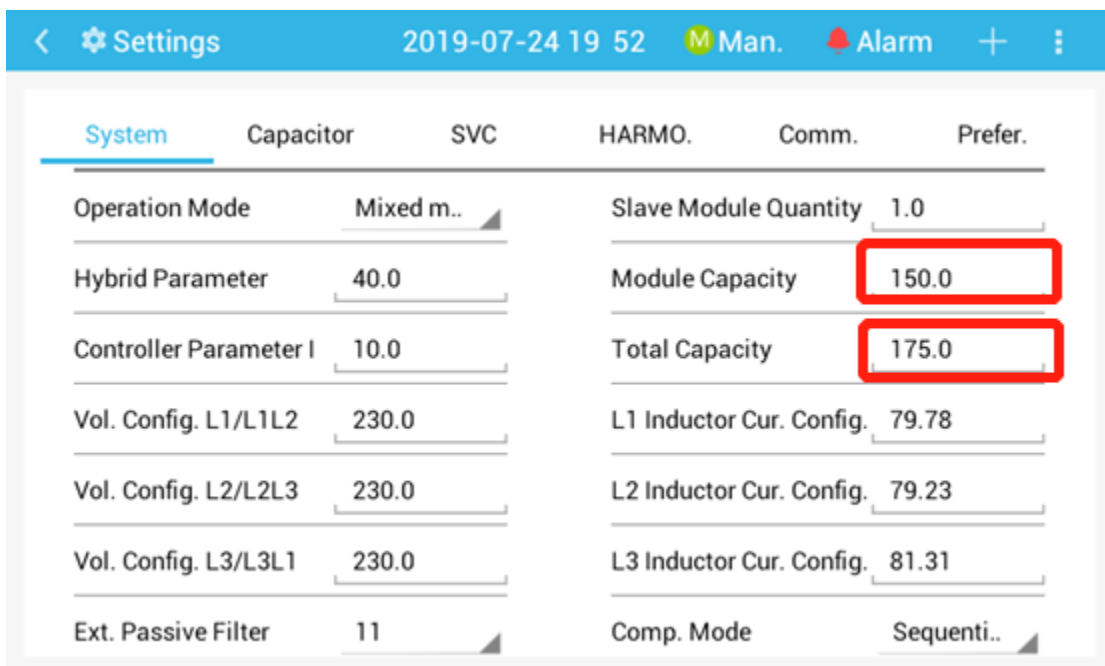 Settings 2019-07-24 19 52 M Man. Alarm
System Capacitor SVC HARMO. Comm. Prefer.
Operation Mode Mixed m.. Slave Module Quantity 1.0
Hybrid Parameter 40.0 Module Capacity 150.0
Controller Parameter I 10.0 Total Capacity 175.0
Vol. Config. L1/L1L2 230.0 L1 Inductor Cur. Config. 79.78
Vol. Config. L2/L2L3 230.0 L2 Inductor Cur. Config. 79.23
Vol. Config. L3/L3L1 230.0 L3 Inductor Cur. Config. 81.31
Ext. Passive Filter 11 Comp. Mode Sequenti..